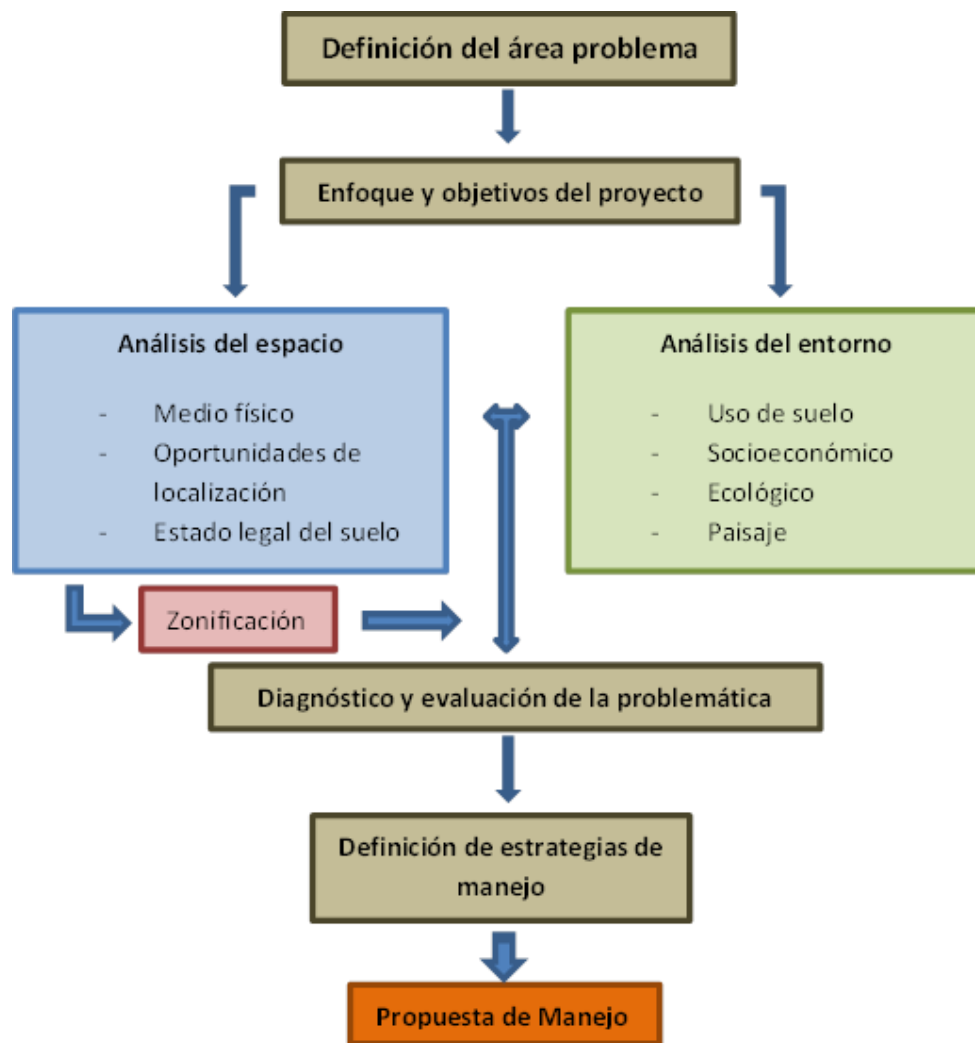 Definición del área problema
Enfoque y objetivos del proyecto
Análisis del espacio
- Medio físico
- Oportunidades de
localización
- Estado legal del suelo
Análisis del entorno
- Uso de suelo
- Socioeconómico
- Ecológico
- Paisaje
Zonificación
Diagnóstico y evaluación de la problemática
Definición de estrategias de
manejo
Propuesta de Manejo